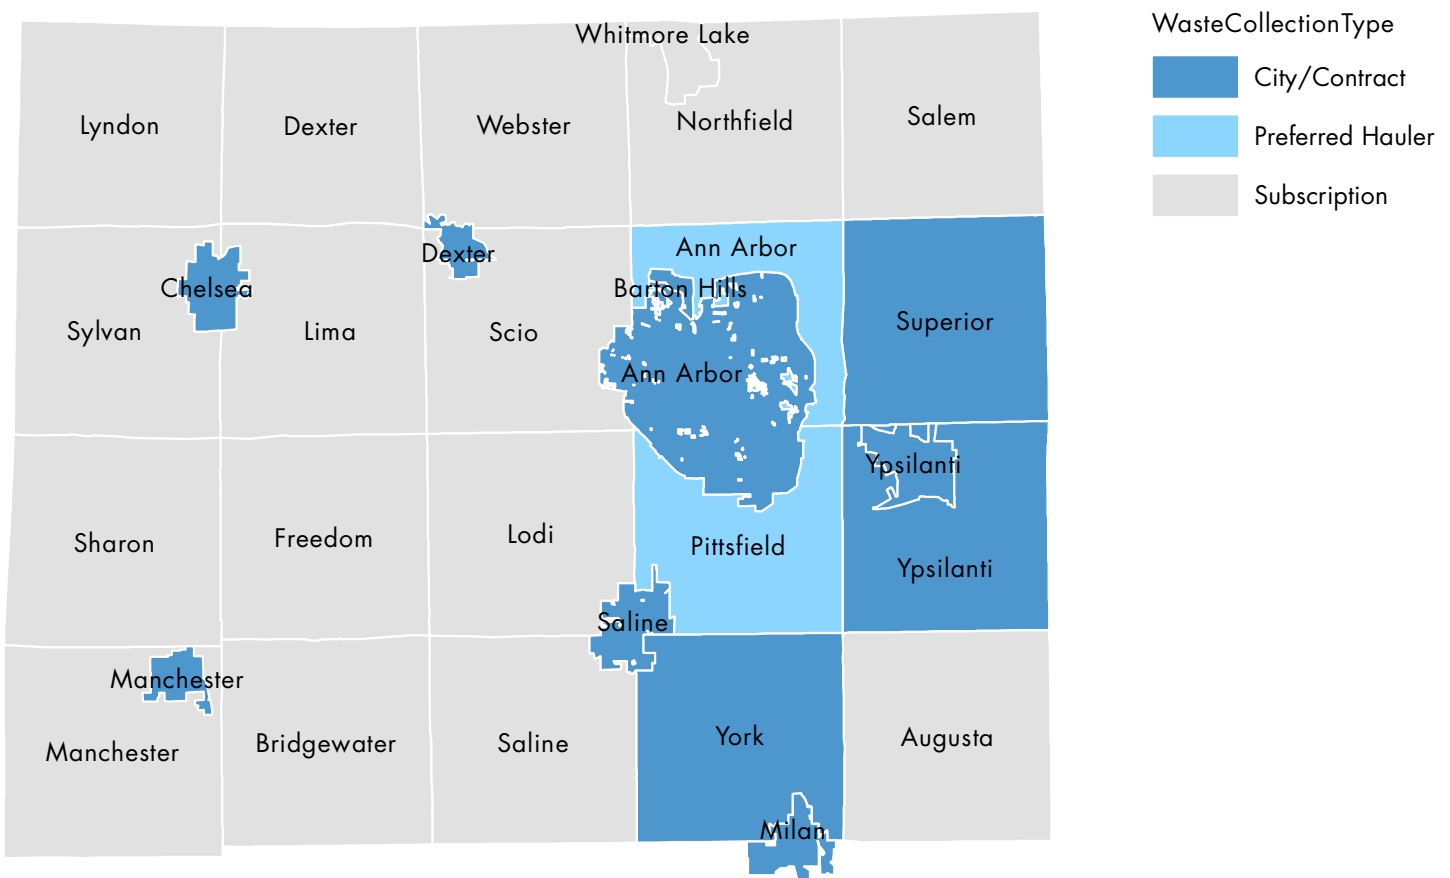 Whitmore Lake
Lyndon
Dexter
Webster
Northfield
Salem
Chelsea
Dexter
Ann Arbor
Barton Hills
Sylvan
Lima
Scio
Ann Arbor
Superior
Ypsilanti
Sharon
Freedom
Lodi
Pittsfield
Ypsilanti
Saline
Manchester
Manchester
Bridgewater
Saline
York
Augusta
Milan
WasteCollectionType
City/Contract
Preferred Hauler
Subscription